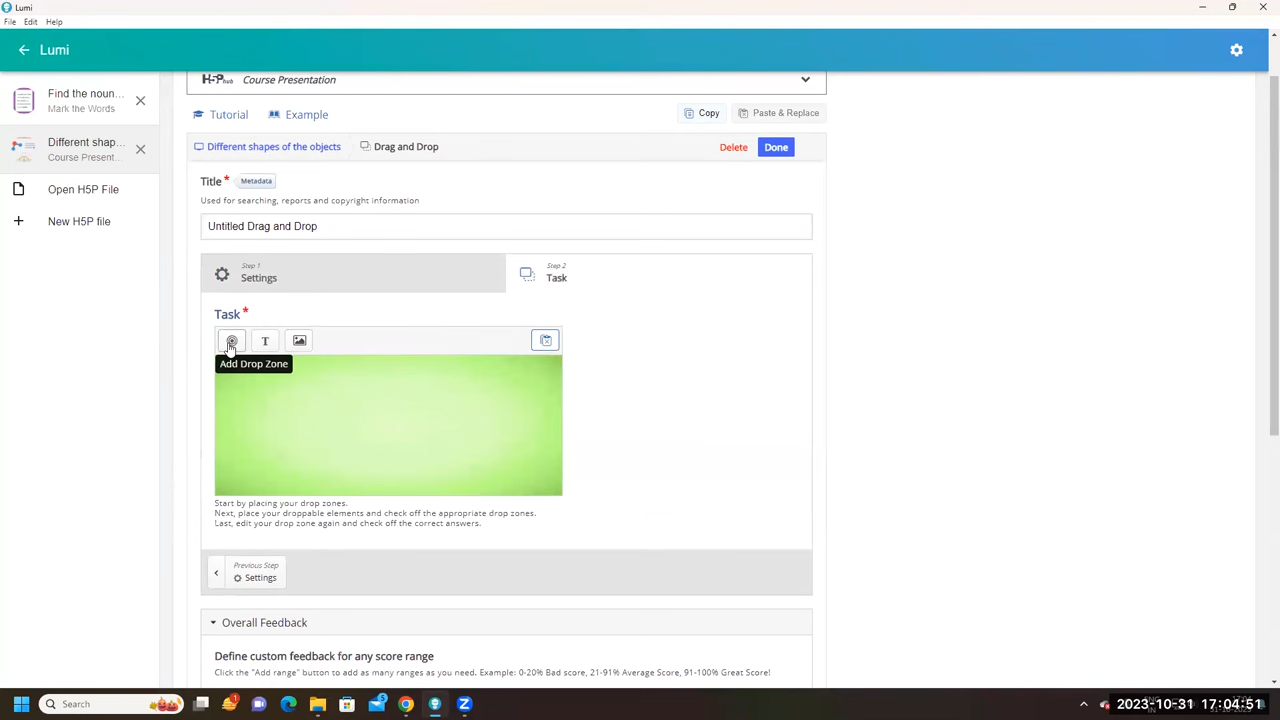 Lumi
File Edit Help
Lumi
H5P hub Course Presentation
Find the noun...
Mark the Words
Tutorial Example Copy Paste & Replace
Different shap...
Course Present...
Different shapes of the objects Drag and Drop Delete Done
Open H5P File
New H5P file
Title * Metadata
Used for searching, reports and copyright information
Untitled Drag and Drop
Step 1
Settings
Step 2
Task
Task *
T
Add Drop Zone
Start by placing your drop zones.
Next, place your droppable elements and check off the appropriate drop zones.
Last, edit your drop zone again and check off the correct answers.
Previous Step
Settings
Overall Feedback
Define custom feedback for any score range
Click the "Add range" button to add as many ranges as you need. Example: 0-20% Bad score, 21-91% Average Score, 91-100% Great Score!
Search
2023-10-31 17:04:51